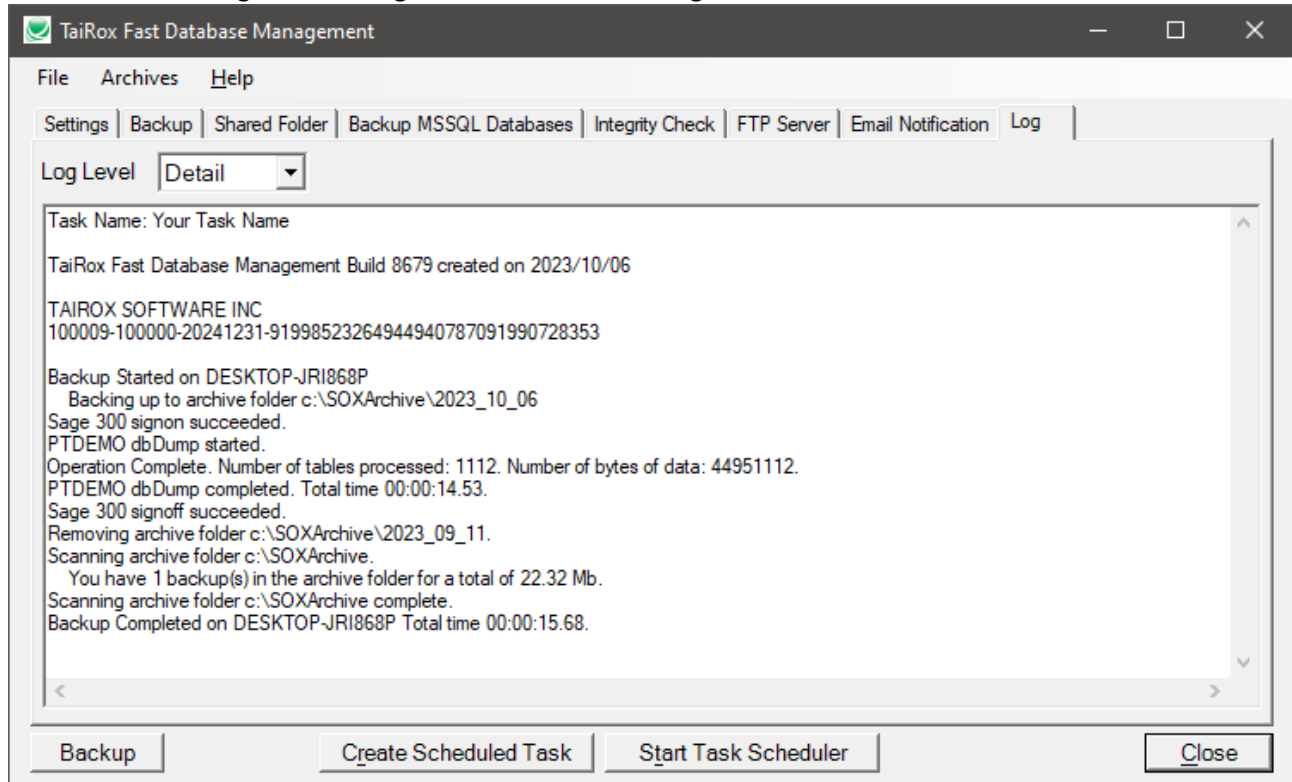 TaiRox Fast Database Management
File Archives Help
Settings Backup Shared Folder Backup MSSQL Databases Integrity Check FTP Server Email Notification Log
Log Level Detail
Task Name: Your Task Name
TaiRox Fast Database Management Build 8679 created on 2023/10/06
TAIROX SOFTWARE INC
100009-100000-20241231-91998523264944940787091990728353
Backup Started on DESKTOP-JRI868P
Backing up to archive folder c:\SOXArchive\2023_10_06
Sage 300 signon succeeded.
PTDEMO dbDump started.
Operation Complete. Number of tables processed: 1112. Number of bytes of data: 44951112.
PTDEMO dbDump completed. Total time 00:00:14.53.
Sage 300 signoff succeeded.
Removing archive folder c:\SOXArchive\2023_09_11.
Scanning archive folder c:\SOXArchive.
You have 1 backup(s) in the archive folder for a total of 22.32 Mb.
Scanning archive folder c:\SOXArchive complete.
Backup Completed on DESKTOP-JRI868P Total time 00:00:15.68.
Backup Create Scheduled Task Start Task Scheduler Close